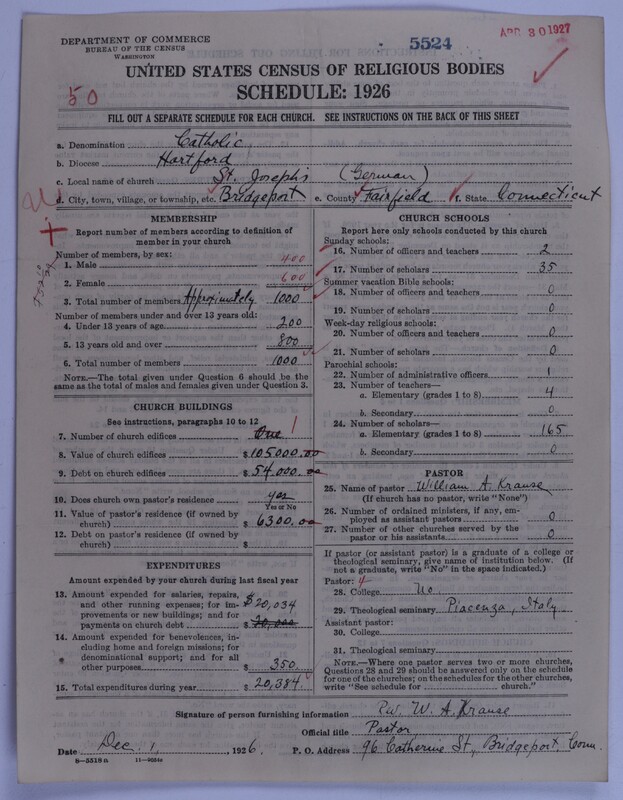 DEPARTMENT OF COMMERCE
BUREAU OF THE CENSUS
WASHINGTON
5524
APR 30 1927
50
UNITED STATES CENSUS OF RELIGIOUS BODIES
SCHEDULE: 1926
FILL OUT A SEPARATE SCHEDULE FOR EACH CHURCH. SEE INSTRUCTIONS ON THE BACK OF THIS SHEET
a. Denomination Catholic
b. Diocese Hartford
c. Local name of church St. Joseph's (German)
d. City, town, village, or township, etc. Bridgeport e. County Fairfield f. State Connecticut
MEMBERSHIP
Report number of members according to definition of
member in your church
Number of members, by sex:
1. Male 400
2. Female 600
3. Total number of members Approximately 1000
Number of members under and over 13 years old:
4. Under 13 years of age 200
5. 13 years old and over 800
6. Total number of members 1000
NOTE.—The total given under Question 6 should be the
same as the total of males and females given under Question 3.
CHURCH BUILDINGS
See instructions, paragraphs 10 to 12
7. Number of church edifices One 1
8. Value of church edifices $105000.00
9. Debt on church edifices $54.000.00
10. Does church own pastor's residence yes
Yes or No
11. Value of pastor's residence (if owned by
church) $6300.00
12. Debt on pastor's residence (if owned by
church) $
EXPENDITURES
Amount expended by your church during last fiscal year
13. Amount expended for salaries, repairs,
and other running expenses; for im-
provements or new buildings; and for
payments on church debt $20,034
$ 20,000
14. Amount expended for benevolences, in-
cluding home and foreign missions; for
denominational support; and for all
other purposes $350.
15. Total expenditures during year $20,384
CHURCH SCHOOLS
Report here only schools conducted by this church
Sunday schools:
16. Number of officers and teachers 2
17. Number of scholars 35
Summer vacation Bible schools:
18. Number of officers and teachers 0
19. Number of scholars 0
Week-day religious schools:
20. Number of officers and teachers 0
21. Number of scholars 0
Parochial schools:
22. Number of administrative officers 1
23. Number of teachers—
a. Elementary (grades 1 to 8) 4
b. Secondary 0
24. Number of scholars—
a. Elementary (grades 1 to 8) 165
b. Secondary 0
PASTOR
25. Name of pastor William A Krause
(If church has no pastor, write "None")
26. Number of ordained ministers, if any, em-
ployed as assistant pastors 0
27. Number of other churches served by the
pastor or his assistants 0
If pastor (or assistant pastor) is a graduate of a college or
theological seminary, give name of institution below. (If
not a graduate, write "No" in the space indicated.)
Pastor: 4
28. College No
29. Theological seminary Piacenza, Italy
Assistant pastor:
30. College
31. Theological seminary
NOTE.—Where one pastor serves two or more churches,
Questions 28 and 29 should be answered only on the schedule
for one of the churches; on the schedules for the other churches,
write "See schedule for church."
Signature of person furnishing information Rev. W. A. Krause
Official title Pastor
Date Dec. 1, 1926. P. O. Address 96 Catherine St, Bridgeport, Conn.
8—5518 a 11—2654e